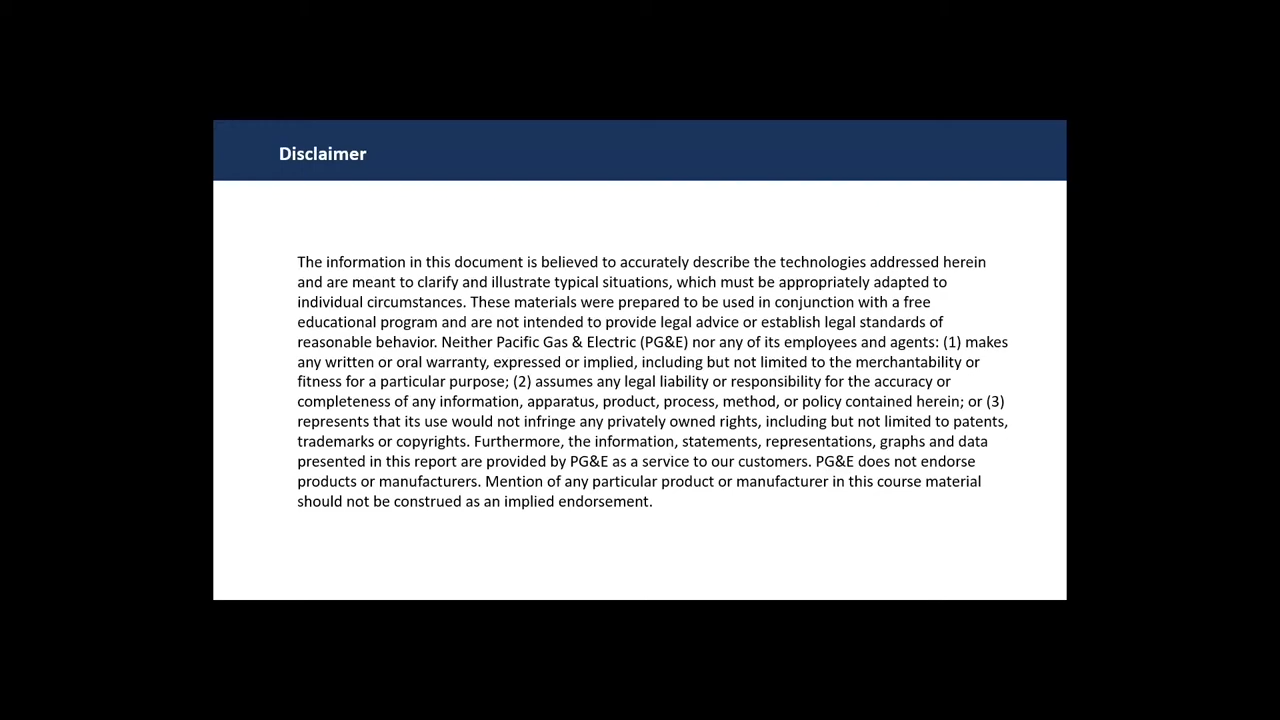 Disclaimer
The information in this document is believed to accurately describe the technologies addressed herein
and are meant to clarify and illustrate typical situations, which must be appropriately adapted to
individual circumstances. These materials were prepared to be used in conjunction with a free
educational program and are not intended to provide legal advice or establish legal standards of
reasonable behavior. Neither Pacific Gas & Electric (PG&E) nor any of its employees and agents: (1) makes
any written or oral warranty, expressed or implied, including but not limited to the merchantability or
fitness for a particular purpose; (2) assumes any legal liability or responsibility for the accuracy or
completeness of any information, apparatus, product, process, method, or policy contained herein; or (3)
represents that its use would not infringe any privately owned rights, including but not limited to patents,
trademarks or copyrights. Furthermore, the information, statements, representations, graphs and data
presented in this report are provided by PG&E as a service to our customers. PG&E does not endorse
products or manufacturers. Mention of any particular product or manufacturer in this course material
should not be construed as an implied endorsement.